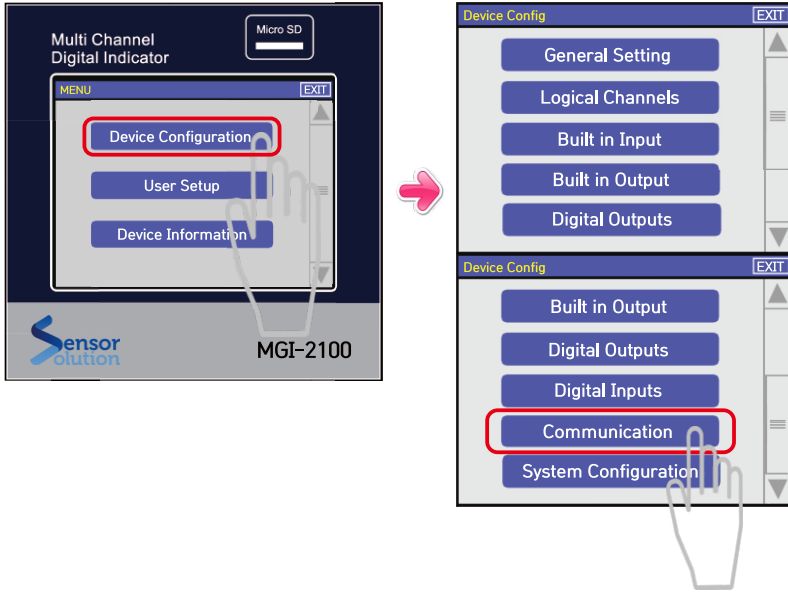 Multi Channel
Digital Indicator
Micro SD
MENU
EXIT
Device Configuration
User Setup
Device Information
Sensor
Solution
MGI-2100
Device Config
EXIT
General Setting
Logical Channels
Built in Input
Built in Output
Digital Outputs
Device Config
EXIT
Built in Output
Digital Outputs
Digital Inputs
Communication
System Configuration